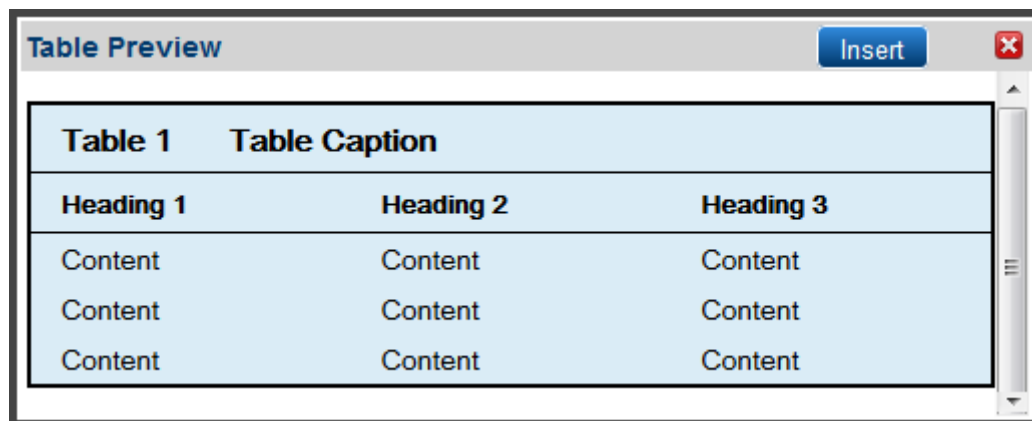 Table Preview Insert
Table 1 Table Caption
Heading 1 Heading 2 Heading 3
Content Content Content
Content Content Content
Content Content Content